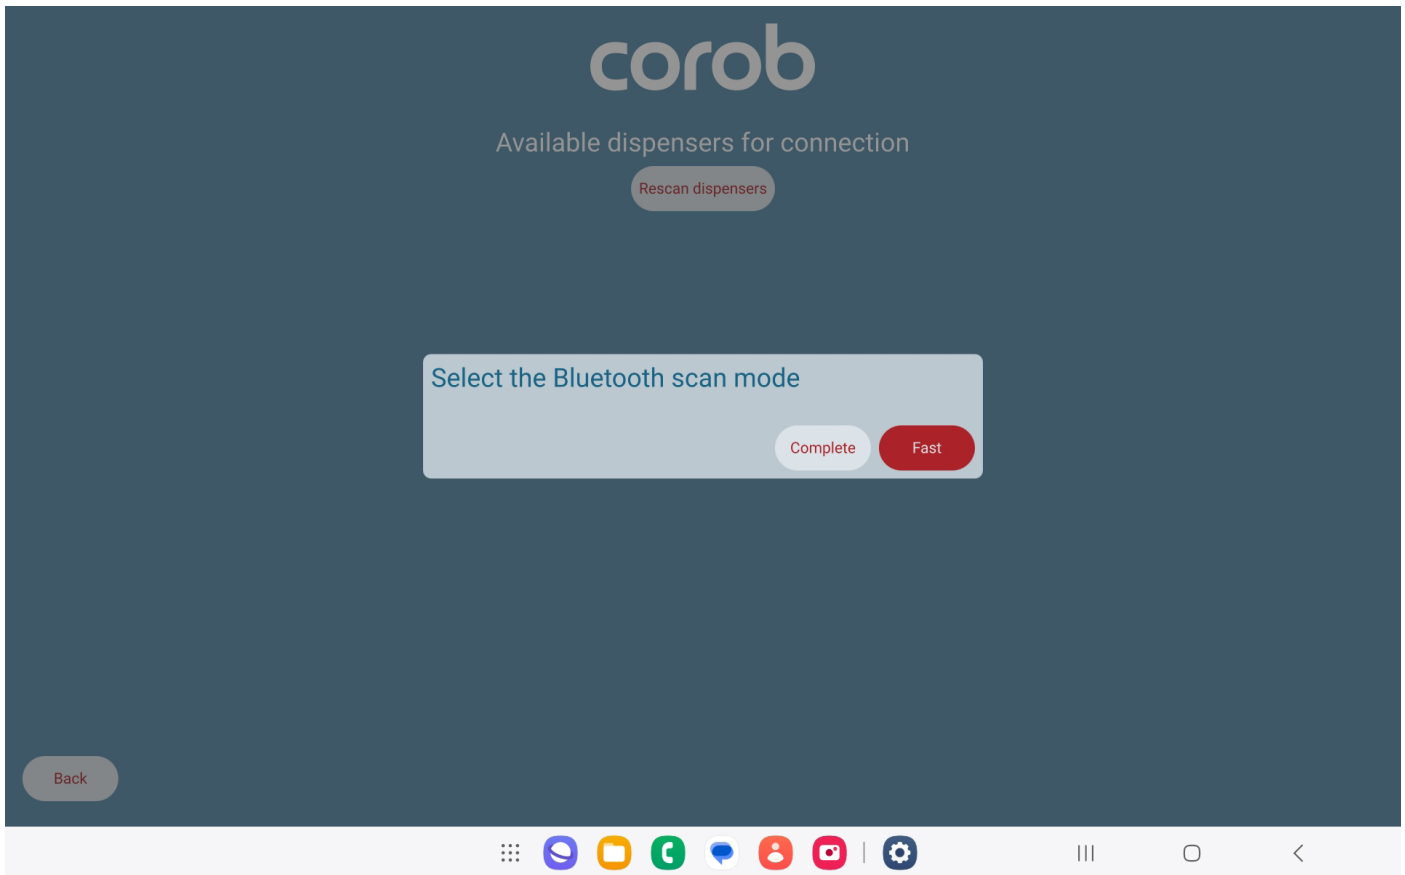 corob
Available dispensers for connection
Rescan dispensers
Select the Bluetooth scan mode
Complete Fast
Back